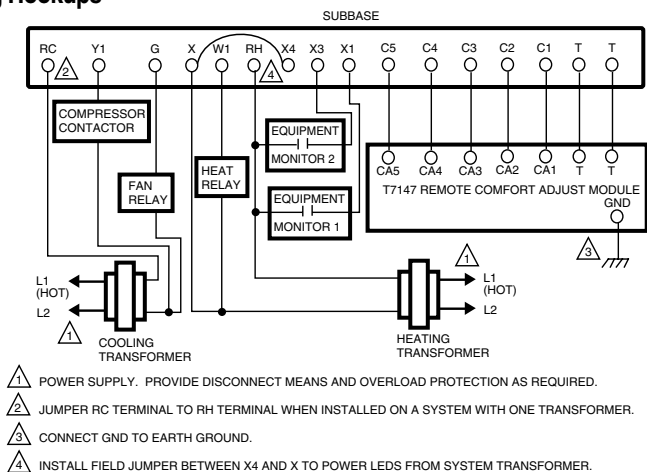 g Hookups
SUBBASE
RC Y1 G X W1 RH X4 X3 X1 C5 C4 C3 C2 C1 T T
2 4
COMPRESSOR
CONTACTOR
EQUIPMENT
MONITOR 2
HEAT
RELAY
FAN
RELAY
EQUIPMENT
MONITOR 1
CA5 CA4 CA3 CA2 CA1 T T
T7147 REMOTE COMFORT ADJUST MODULE
GND
3
L1
(HOT)
L2
1
COOLING
TRANSFORMER
1
L1
(HOT)
L2
HEATING
TRANSFORMER
1 POWER SUPPLY. PROVIDE DISCONNECT MEANS AND OVERLOAD PROTECTION AS REQUIRED.
2 JUMPER RC TERMINAL TO RH TERMINAL WHEN INSTALLED ON A SYSTEM WITH ONE TRANSFORMER.
3 CONNECT GND TO EARTH GROUND.
4 INSTALL FIELD JUMPER BETWEEN X4 AND X TO POWER LEDS FROM SYSTEM TRANSFORMER.